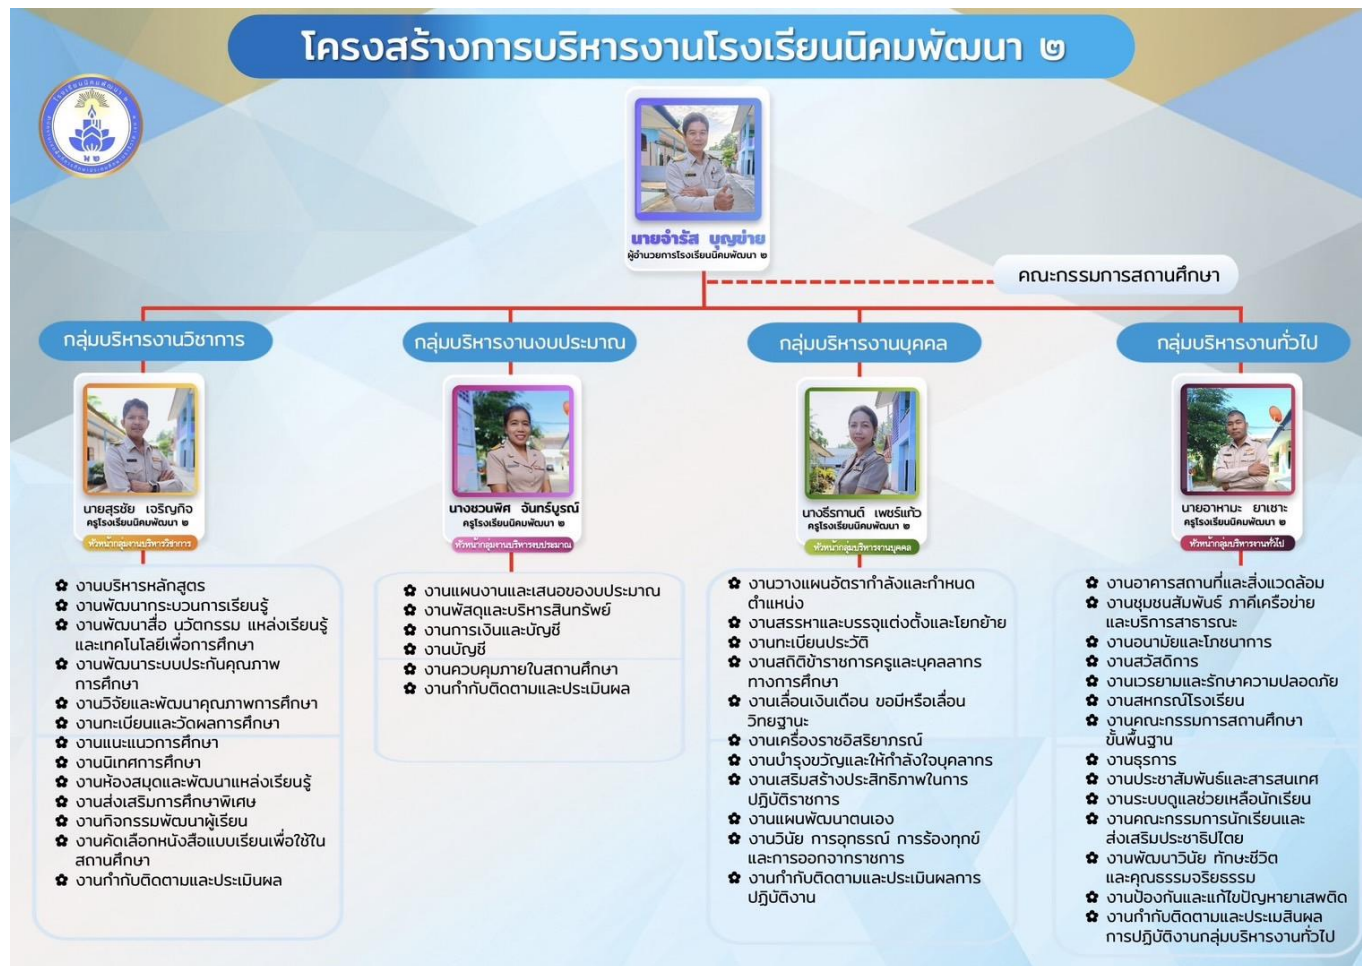 โครงสร้างการบริหารงานโรงเรียนนิคมพัฒนา ๒
โรงเรียนนิคมพัฒนา ๒
พ ๒
นายจำรัส บุญข่าย
ผู้อำนวยการโรงเรียนนิคมพัฒนา ๒
คณะกรรมการสถานศึกษา
กลุ่มบริหารงานวิชาการ
นายสุรชัย เจริญกิจ
ครูโรงเรียนนิคมพัฒนา ๒
หัวหน้ากลุ่มงานบริหารวิชาการ
งานบริหารหลักสูตร
งานพัฒนากระบวนการเรียนรู้
งานพัฒนาสื่อ นวัตกรรม แหล่งเรียนรู้
และเทคโนโลยีเพื่อการศึกษา
งานพัฒนาระบบประกันคุณภาพ
การศึกษา
งานวิจัยและพัฒนาคุณภาพการศึกษา
งานทะเบียนและวัดผลการศึกษา
งานแนะแนวการศึกษา
งานนิเทศการศึกษา
งานห้องสมุดและพัฒนาแหล่งเรียนรู้
งานส่งเสริมการศึกษาพิเศษ
งานกิจกรรมพัฒนาผู้เรียน
งานคัดเลือกหนังสือแบบเรียนเพื่อใช้ใน
สถานศึกษา
งานกำกับติดตามและประเมินผล
กลุ่มบริหารงานงบประมาณ
นางชวนพิศ จันทร์บูรณ์
ครูโรงเรียนนิคมพัฒนา ๒
หัวหน้ากลุ่มงานบริหารงบประมาณ
งานแผนงานและเสนอของบประมาณ
งานพัสดุและบริหารสินทรัพย์
งานการเงินและบัญชี
งานบัญชี
งานควบคุมภายในสถานศึกษา
งานกำกับติดตามและประเมินผล
กลุ่มบริหารงานบุคคล
นางธีรกานต์ เพชร์แก้ว
ครูโรงเรียนนิคมพัฒนา ๒
หัวหน้ากลุ่มบริหารงานบุคคล
งานวางแผนอัตรากำลังและกำหนด
ตำแหน่ง
งานสรรหาและบรรจุแต่งตั้งและโยกย้าย
งานทะเบียนประวัติ
งานสถิติข้าราชการครูและบุคลลากร
ทางการศึกษา
งานเลื่อนเงินเดือน ขอมีหรือเลื่อน
วิทยฐานะ
งานเครื่องราชอิสริยาภรณ์
งานบำรุงขวัญและให้กำลังใจบุคลากร
งานเสริมสร้างประสิทธิภาพในการ
ปฏิบัติราชการ
งานแผนพัฒนาตนเอง
งานวินัย การอุทธรณ์ การร้องทุกข์
และการออกจากราชการ
งานกำกับติดตามและประเมินผลการ
ปฏิบัติงาน
กลุ่มบริหารงานทั่วไป
นายอาหามะ ยาเซาะ
ครูโรงเรียนนิคมพัฒนา ๒
หัวหน้ากลุ่มบริหารงานทั่วไป
งานอาคารสถานที่และสิ่งแวดล้อม
งานชุมชนสัมพันธ์ ภาคีเครือข่าย
และบริการสาธารณะ
งานอนามัยและโภชนาการ
งานสวัสดิการ
งานเวรยามและรักษาความปลอดภัย
งานสหกรณ์โรงเรียน
งานคณะกรรมการสถานศึกษา
ขั้นพื้นฐาน
งานธุรการ
งานประชาสัมพันธ์และสารสนเทศ
งานระบบดูแลช่วยเหลือนักเรียน
งานคณะกรรมการนักเรียนและ
ส่งเสริมประชาธิปไตย
งานพัฒนาวินัย ทักษะชีวิต
และคุณธรรมจริยธรรม
งานป้องกันและแก้ไขปัญหายาเสพติด
งานกำกับติดตามและประเมสินผล
การปฏิบัติงานกลุ่มบริหารงานทั่วไป